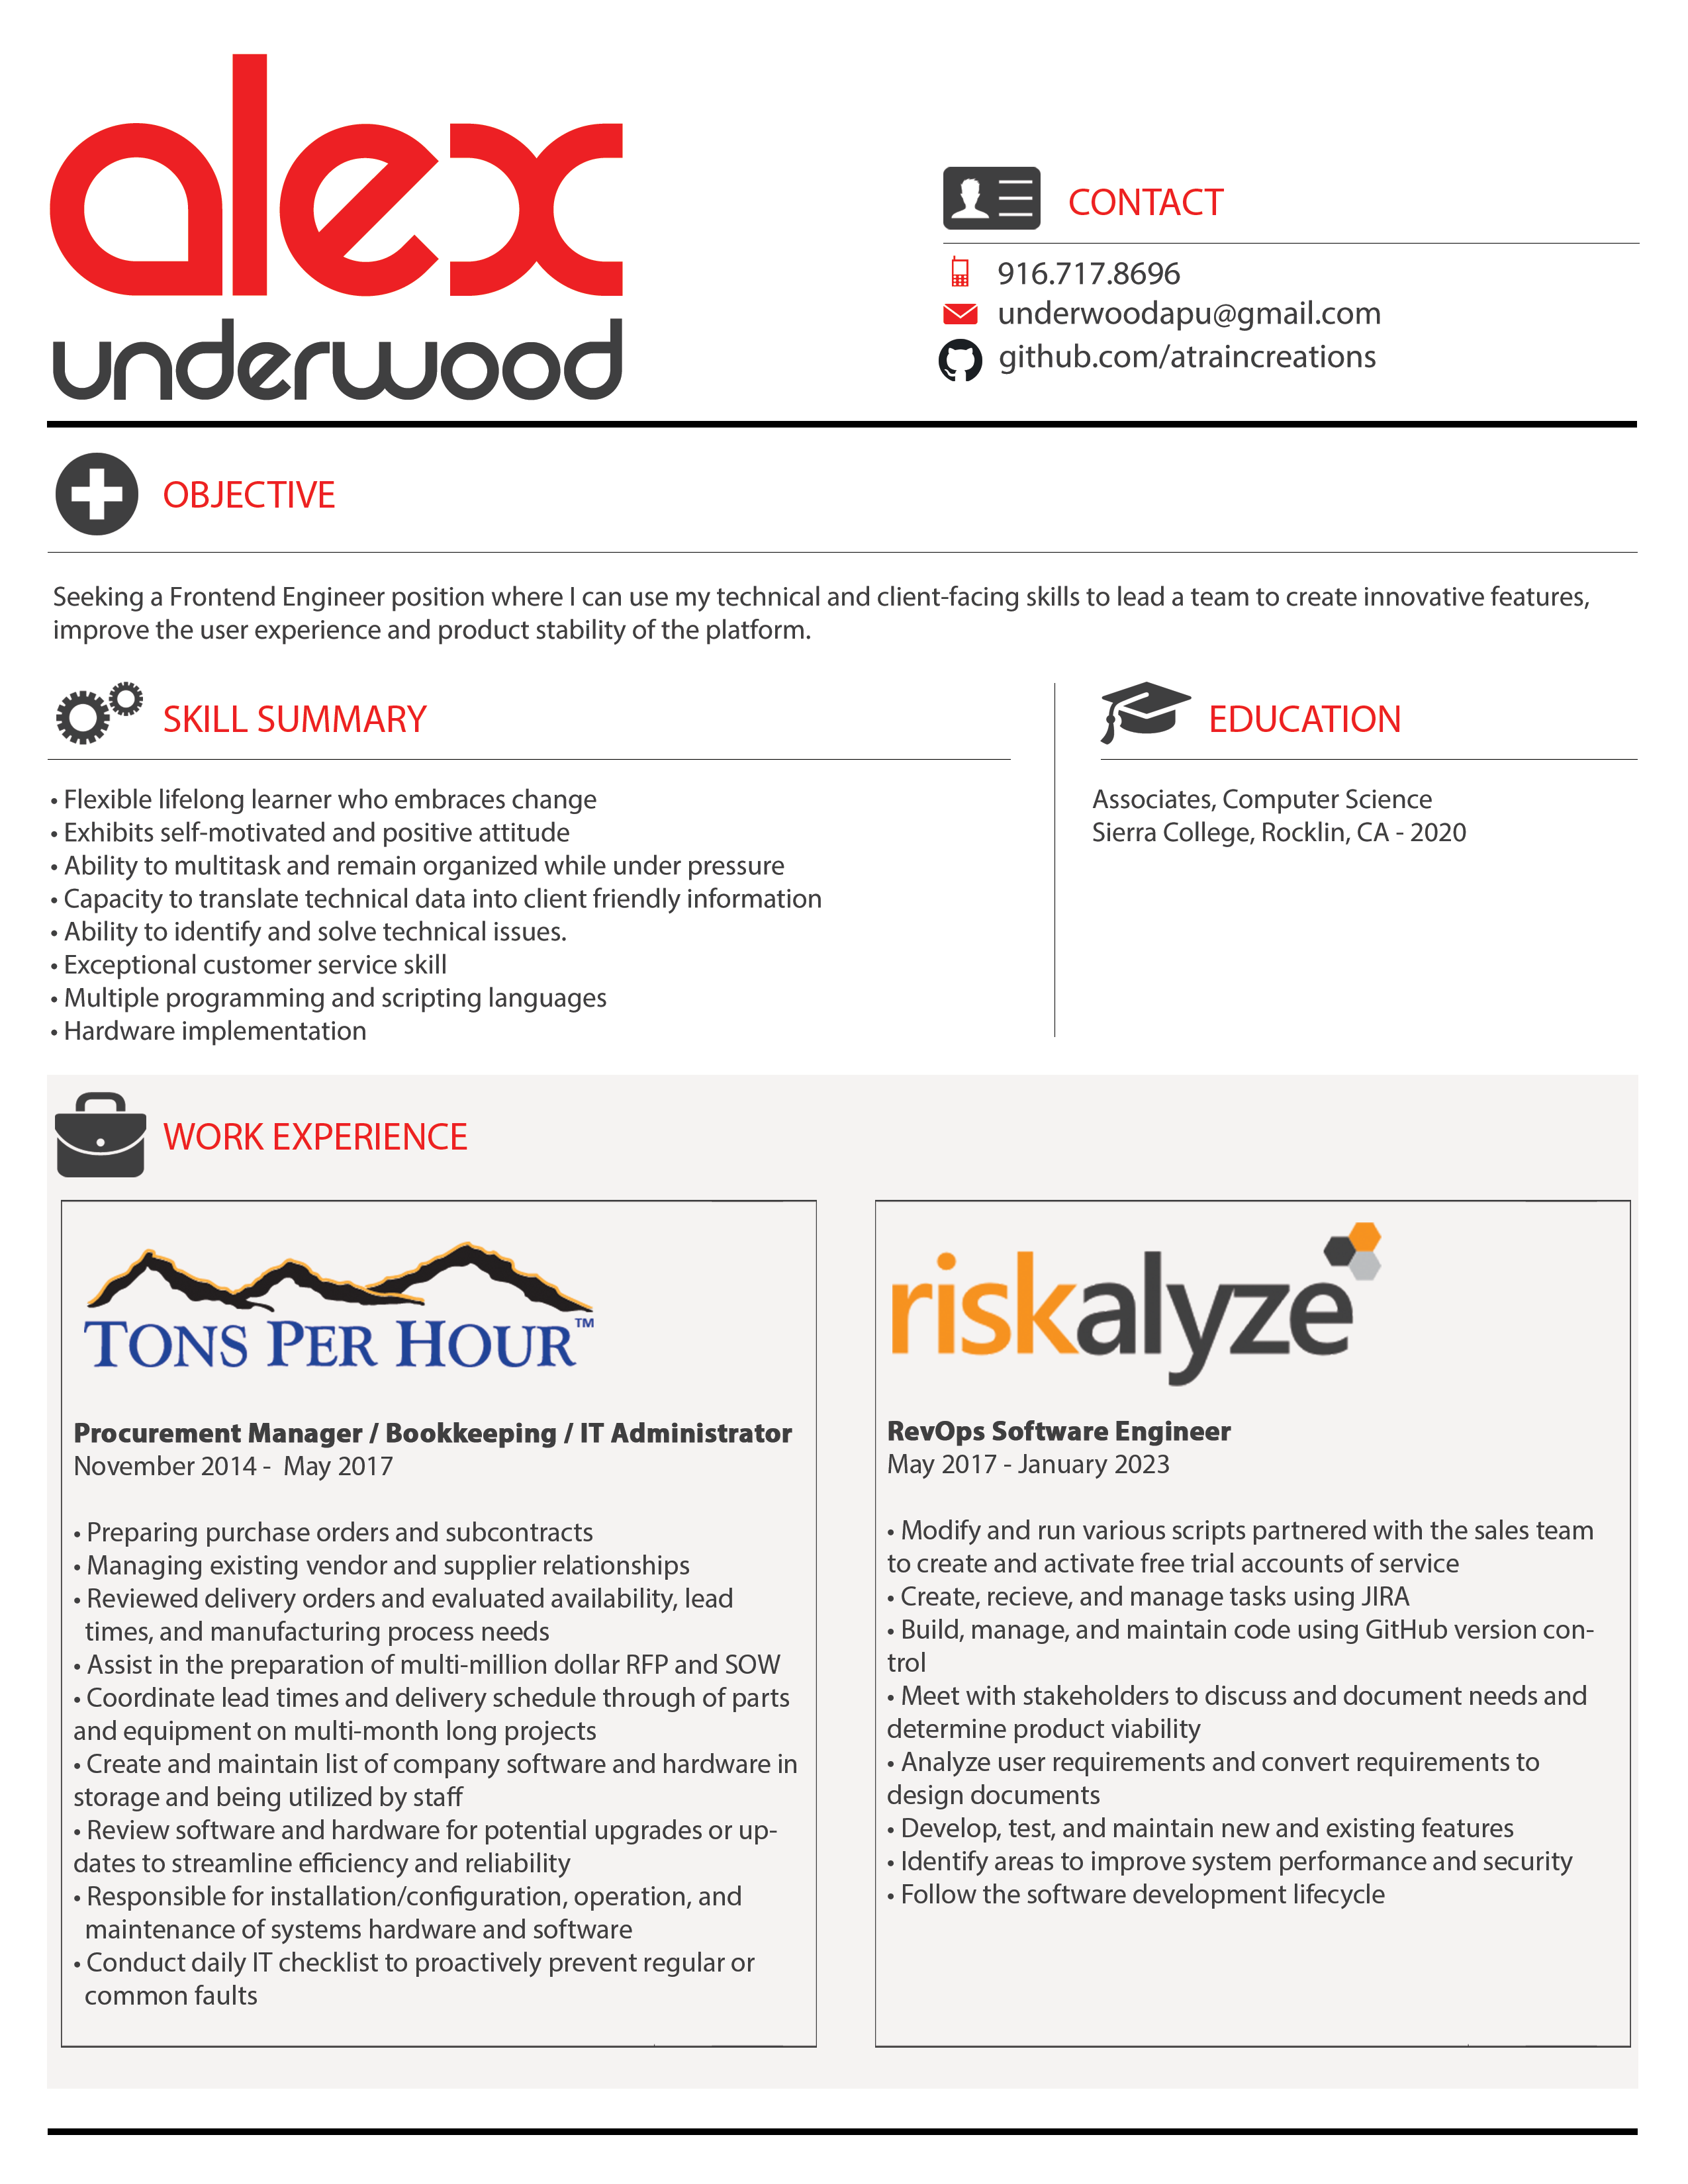 alex
underwood
CONTACT
916.717.8696
underwoodapu@gmail.com
github.com/atraincreations
OBJECTIVE
Seeking a Frontend Engineer position where I can use my technical and client-facing skills to lead a team to create innovative features,
improve the user experience and product stability of the platform.
SKILL SUMMARY
• Flexible lifelong learner who embraces change
• Exhibits self-motivated and positive attitude
• Ability to multitask and remain organized while under pressure
• Capacity to translate technical data into client friendly information
• Ability to identify and solve technical issues.
• Exceptional customer service skill
• Multiple programming and scripting languages
• Hardware implementation
EDUCATION
Associates, Computer Science
Sierra College, Rocklin, CA - 2020
WORK EXPERIENCE
TONS PER HOUR™
Procurement Manager / Bookkeeping / IT Administrator
November 2014 -  May 2017
• Preparing purchase orders and subcontracts
• Managing existing vendor and supplier relationships
• Reviewed delivery orders and evaluated availability, lead
times, and manufacturing process needs
• Assist in the preparation of multi-million dollar RFP and SOW
• Coordinate lead times and delivery schedule through of parts
and equipment on multi-month long projects
• Create and maintain list of company software and hardware in
storage and being utilized by staff
• Review software and hardware for potential upgrades or up-
dates to streamline efficiency and reliability
• Responsible for installation/configuration, operation, and
maintenance of systems hardware and software
• Conduct daily IT checklist to proactively prevent regular or
common faults
riskalyze
RevOps Software Engineer
May 2017 - January 2023
• Modify and run various scripts partnered with the sales team
to create and activate free trial accounts of service
• Create, recieve, and manage tasks using JIRA
• Build, manage, and maintain code using GitHub version con-
trol
• Meet with stakeholders to discuss and document needs and
determine product viability
• Analyze user requirements and convert requirements to
design documents
• Develop, test, and maintain new and existing features
• Identify areas to improve system performance and security
• Follow the software development lifecycle